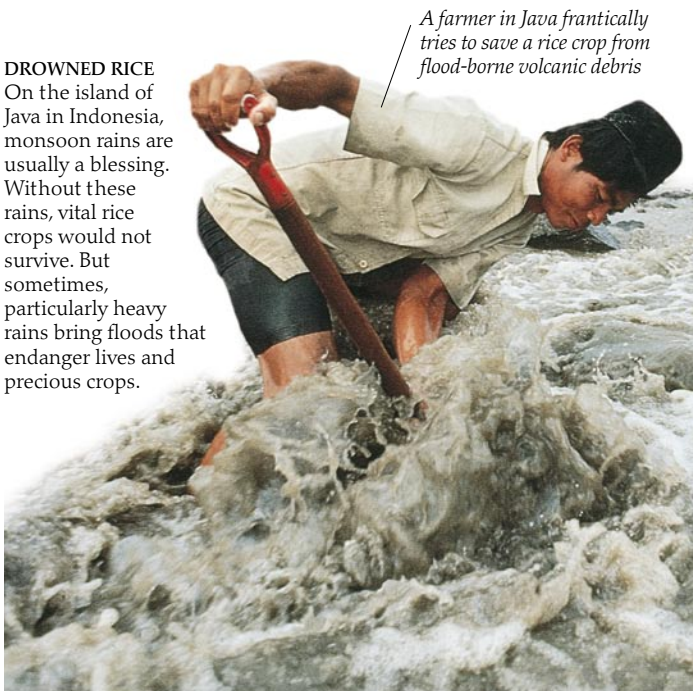 A farmer in Java frantically
tries to save a rice crop from
flood-borne volcanic debris
DROWNED RICE
On the island of
Java in Indonesia,
monsoon rains are
usually a blessing.
Without these
rains, vital rice
crops would not
survive. But
sometimes,
particularly heavy
rains bring floods that
endanger lives and
precious crops.